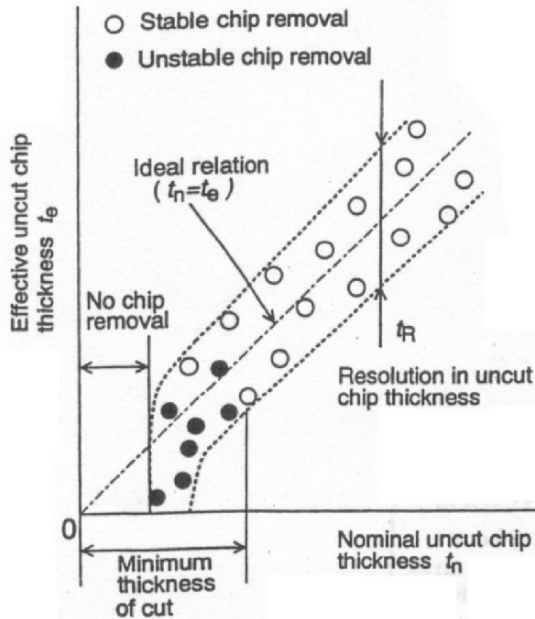 Stable chip removal
Unstable chip removal
Effective uncut chip
thickness te
Ideal relation
( tn=te )
No chip
removal
tR
Resolution in uncut
chip thickness
0
Nominal uncut chip
thickness tn
Minimum
thickness
of cut